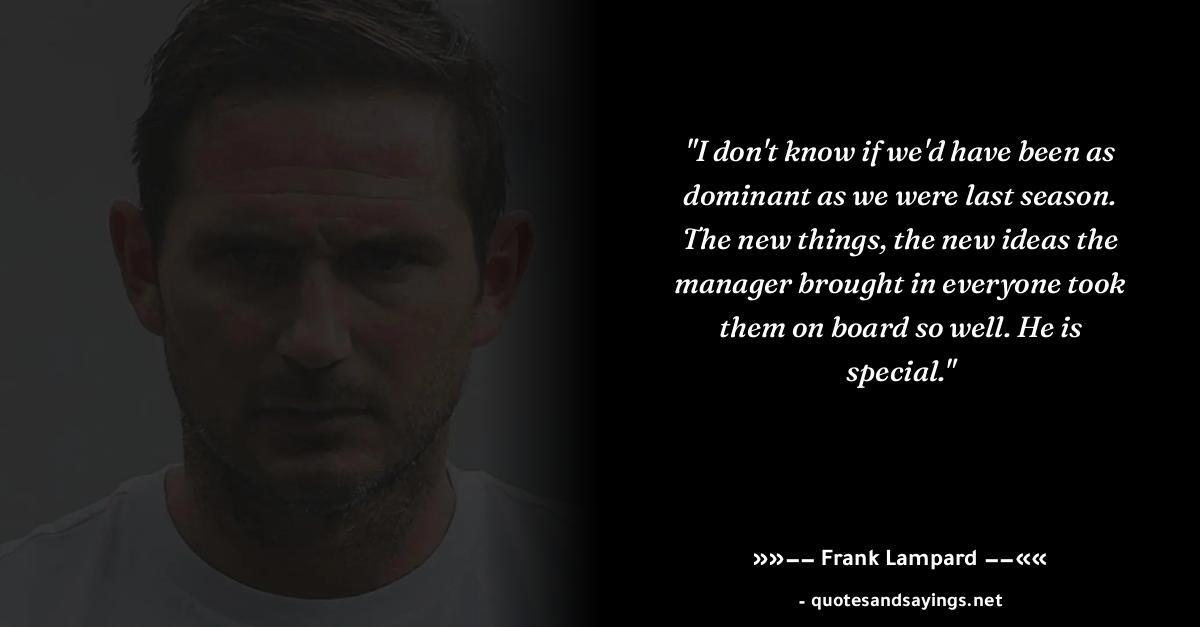 "I don't know if we'd have been as
dominant as we were last season.
The new things, the new ideas the
manager brought in everyone took
them on board so well. He is
special."
»»−− Frank Lampard −−««
- quotesandsayings.net